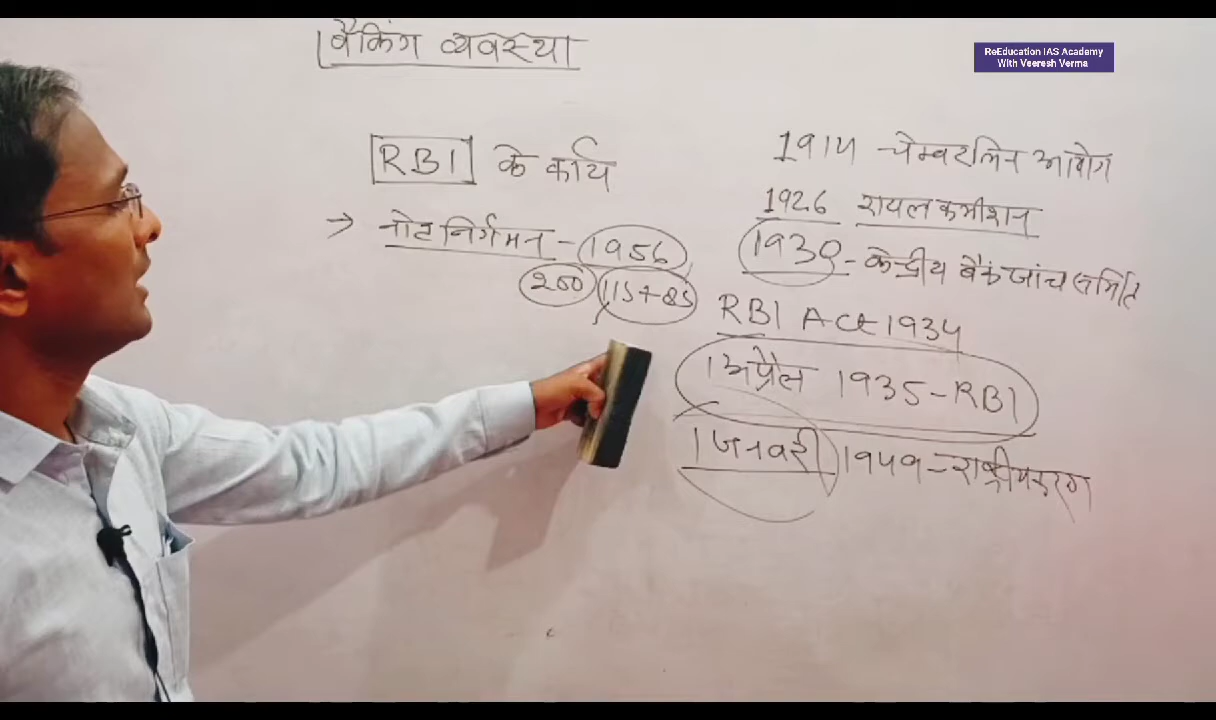 बैकिंग व्यवस्था
ReEducation IAS Academy
With Veeresh Verma
RBI के कार्य
→ नोट निर्गमन - 1956
200 115+85
1914 चेम्बरलिन आयोग
1926 रायल कमीशन
193 - केन्द्रीय बैंक जांच समिति
RBI Act 1934
1 अप्रैल 1935-RBI
1 जनवरी 1949-राष्ट्रीयकरण